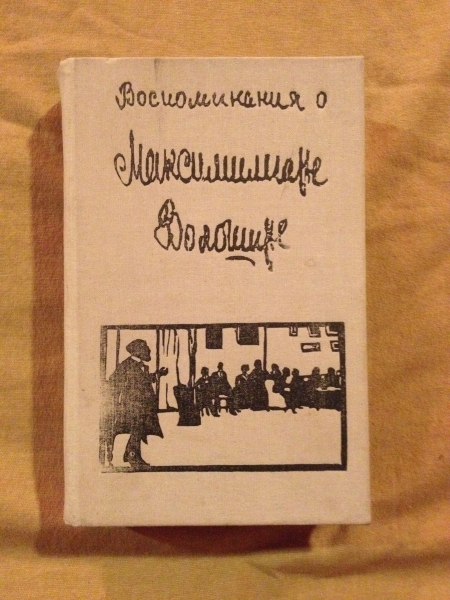 Воспоминания о
Максимилиане
Волошине